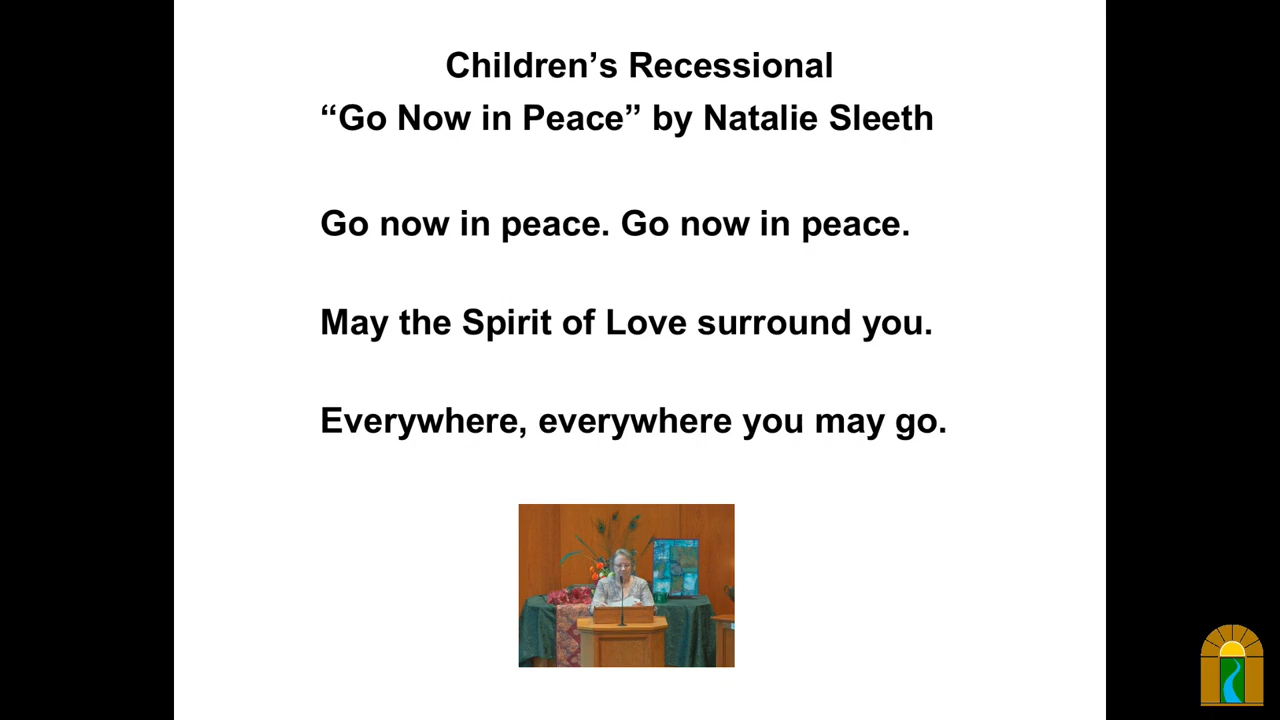 Children’s Recessional
“Go Now in Peace” by Natalie Sleeth
Go now in peace. Go now in peace.
May the Spirit of Love surround you.
Everywhere, everywhere you may go.